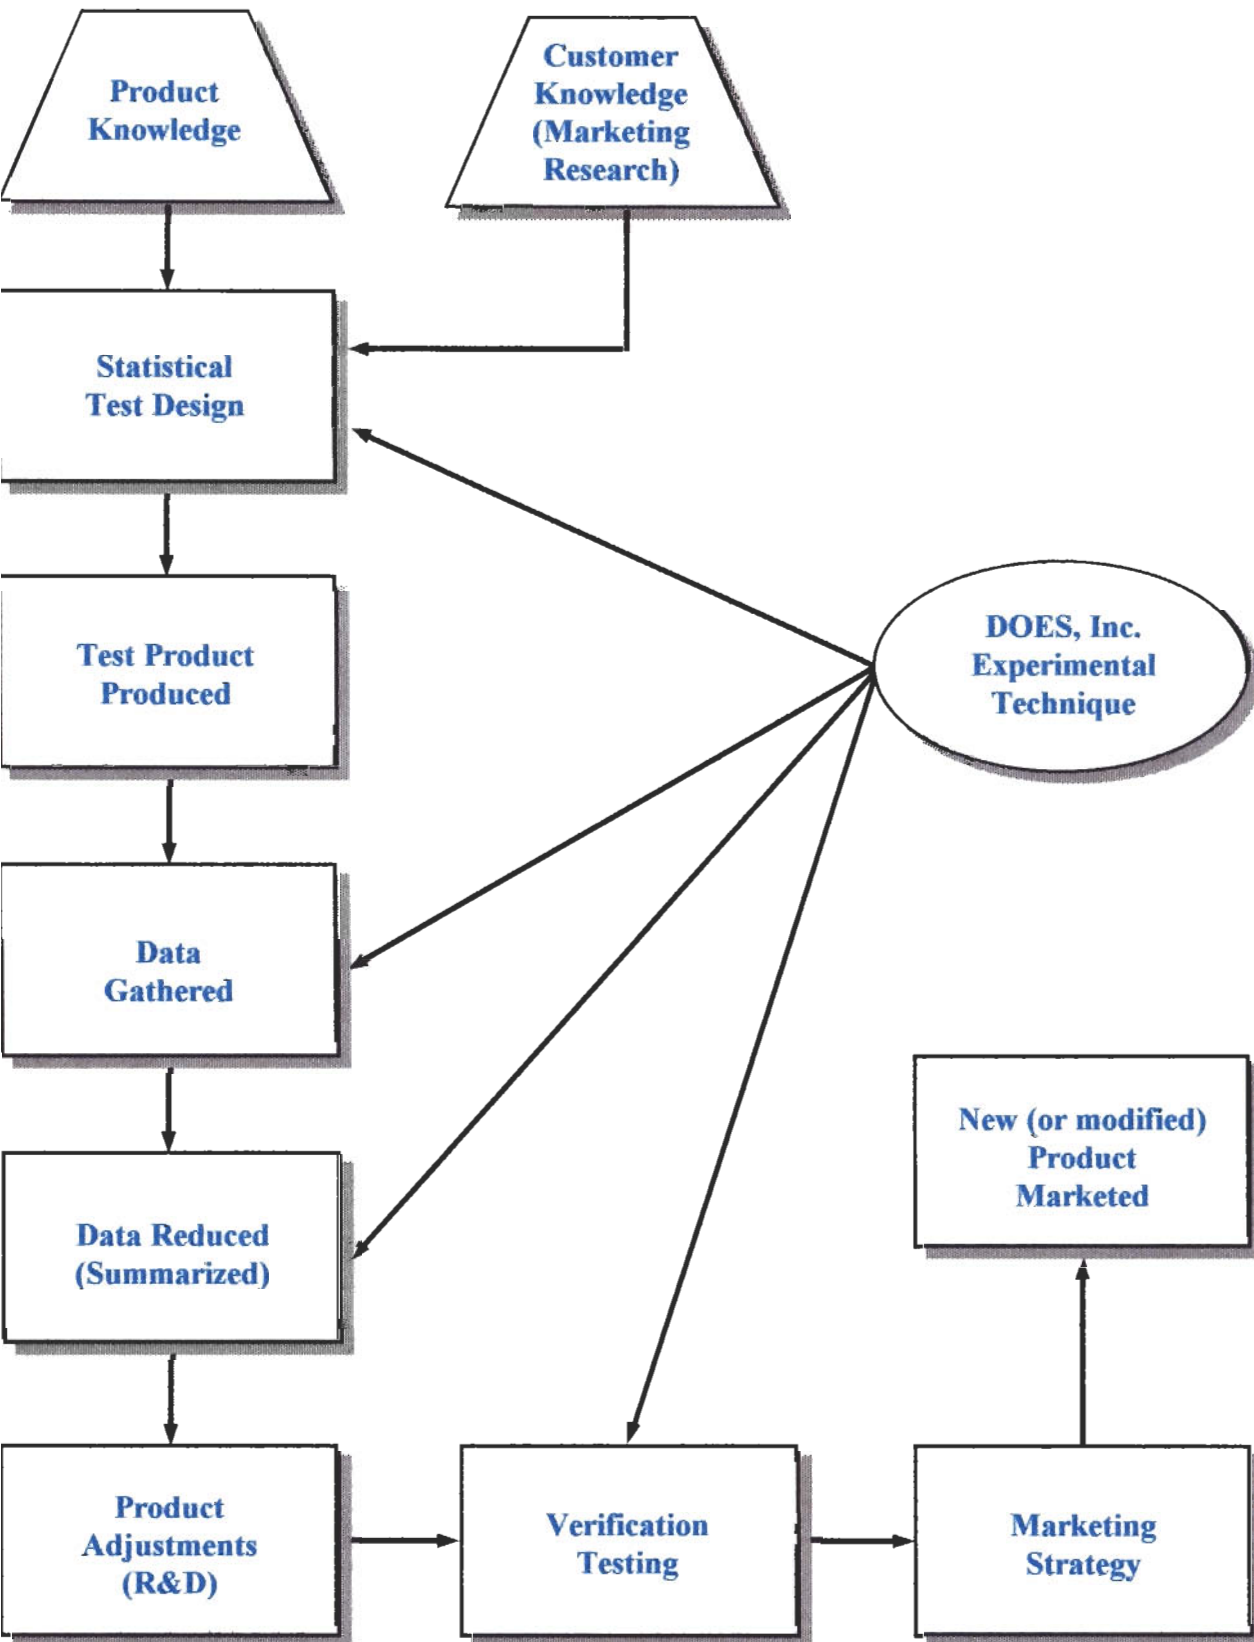 Product
Knowledge
Customer
Knowledge
(Marketing
Research)
Statistical
Test Design
Test Product
Produced
DOES, Inc.
Experimental
Technique
Data
Gathered
Data Reduced
(Summarized)
New (or modified)
Product
Marketed
Product
Adjustments
(R&D)
Verification
Testing
Marketing
Strategy